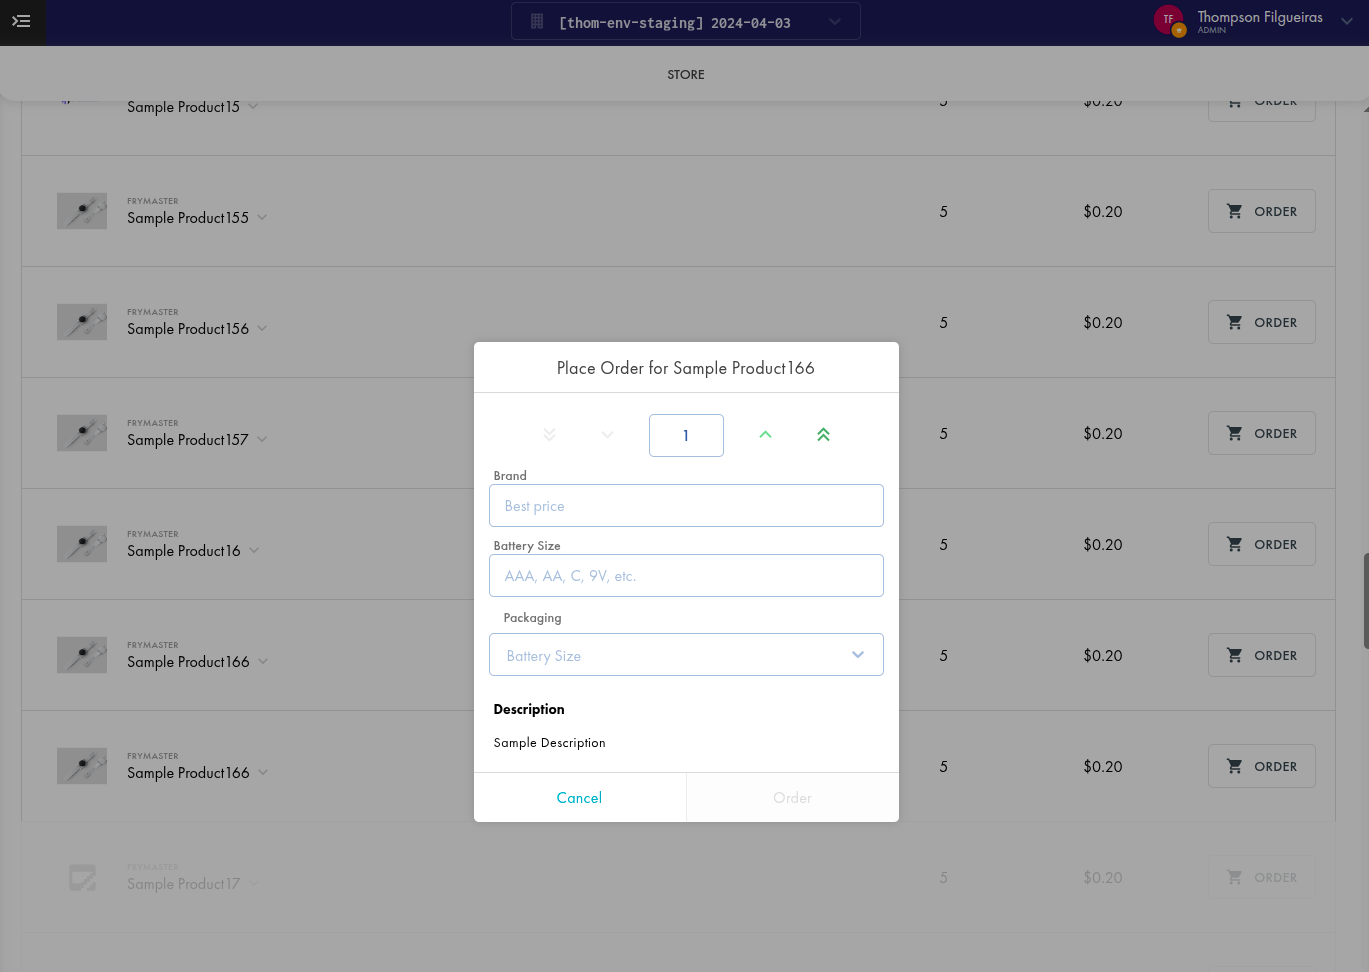 [thom-env-staging] 2024-04-03
TF
Thompson Filgueiras
ADMIN
STORE
Sample Product15 5 $0.20 ORDER
FRYMASTER
Sample Product155 5 $0.20 ORDER
FRYMASTER
Sample Product156 5 $0.20 ORDER
FRYMASTER
Sample Product157 5 $0.20 ORDER
FRYMASTER
Sample Product16 5 $0.20 ORDER
FRYMASTER
Sample Product166 5 $0.20 ORDER
FRYMASTER
Sample Product166 5 $0.20 ORDER
FRYMASTER
Sample Product17 5 $0.20 ORDER
Place Order for Sample Product166
1
Brand
Best price
Battery Size
AAA, AA, C, 9V, etc.
Packaging
Battery Size
Description
Sample Description
Cancel Order